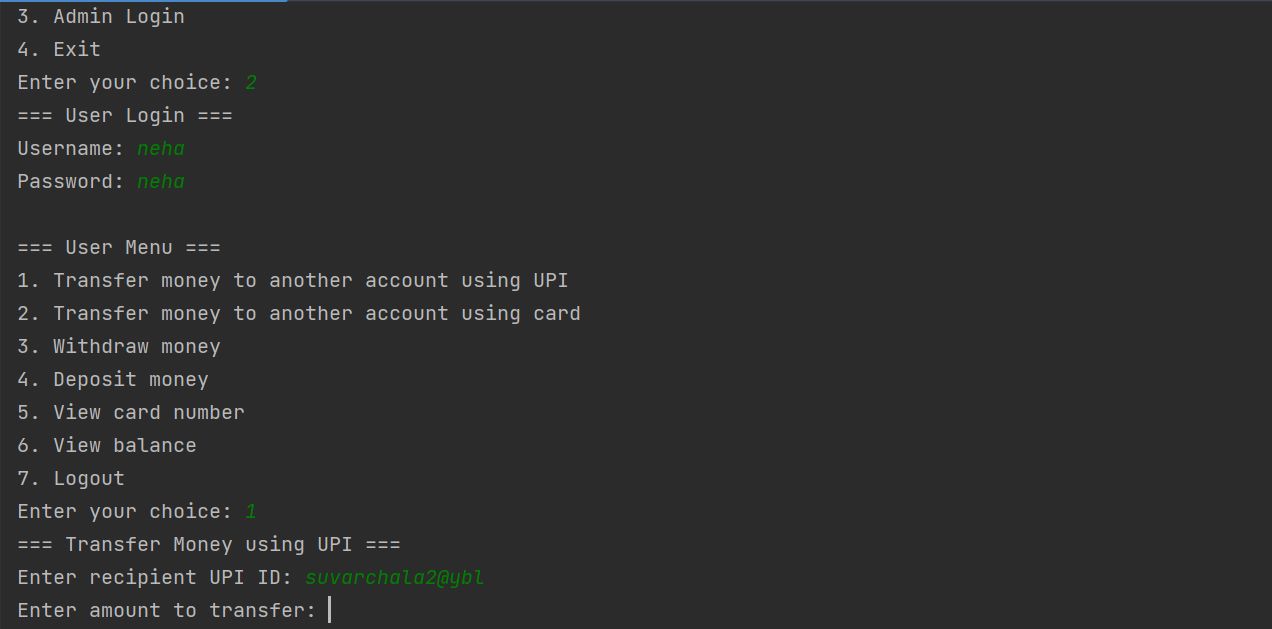 3. Admin Login
4. Exit
Enter your choice: 2
=== User Login ===
Username: neha
Password: neha
=== User Menu ===
1. Transfer money to another account using UPI
2. Transfer money to another account using card
3. Withdraw money
4. Deposit money
5. View card number
6. View balance
7. Logout
Enter your choice: 1
=== Transfer Money using UPI ===
Enter recipient UPI ID: suvarchala2@ybl
Enter amount to transfer: